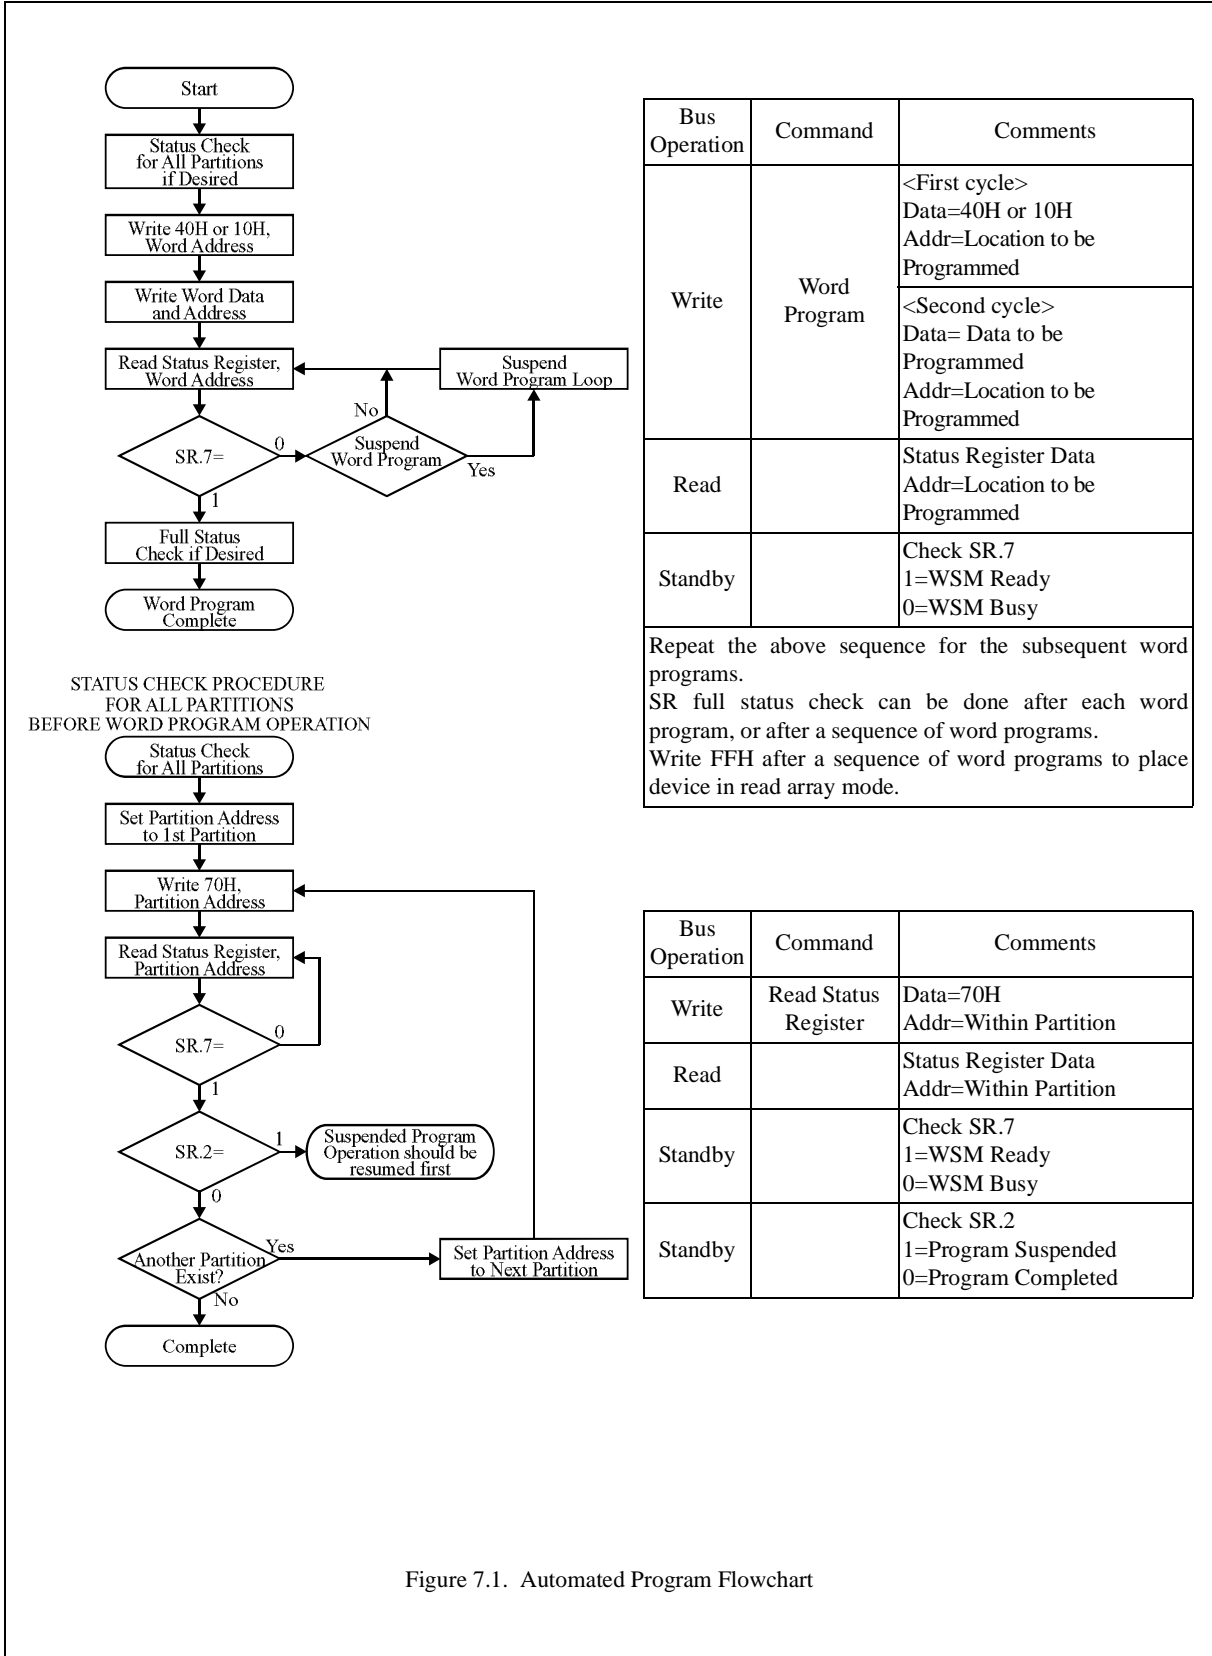 Start
Status Check
for All Partitions
if Desired
Write 40H or 10H,
Word Address
Write Word Data
and Address
Read Status Register,
Word Address
Suspend
Word Program Loop
No
SR.7=
0
Suspend
Word Program
Yes
1
Full Status
Check if Desired
Word Program
Complete
STATUS CHECK PROCEDURE
FOR ALL PARTITIONS
BEFORE WORD PROGRAM OPERATION
Status Check
for All Partitions
Set Partition Address
to 1st Partition
Write 70H,
Partition Address
Read Status Register,
Partition Address
SR.7=
0
1
SR.2=
1
Suspended Program
Operation should be
resumed first
0
Another Partition
Exist?
Yes
Set Partition Address
to Next Partition
No
Complete
Bus
Operation
Command
Comments
Write
Word
Program
<First cycle>
Data=40H or 10H
Addr=Location to be
Programmed
<Second cycle>
Data= Data to be
Programmed
Addr=Location to be
Programmed
Read
Status Register Data
Addr=Location to be
Programmed
Standby
Check SR.7
1=WSM Ready
0=WSM Busy
Repeat the above sequence for the subsequent word
programs.
SR full status check can be done after each word
program, or after a sequence of word programs.
Write FFH after a sequence of word programs to place
device in read array mode.
Bus
Operation
Command
Comments
Write
Read Status
Register
Data=70H
Addr=Within Partition
Read
Status Register Data
Addr=Within Partition
Standby
Check SR.7
1=WSM Ready
0=WSM Busy
Standby
Check SR.2
1=Program Suspended
0=Program Completed
Figure 7.1. Automated Program Flowchart